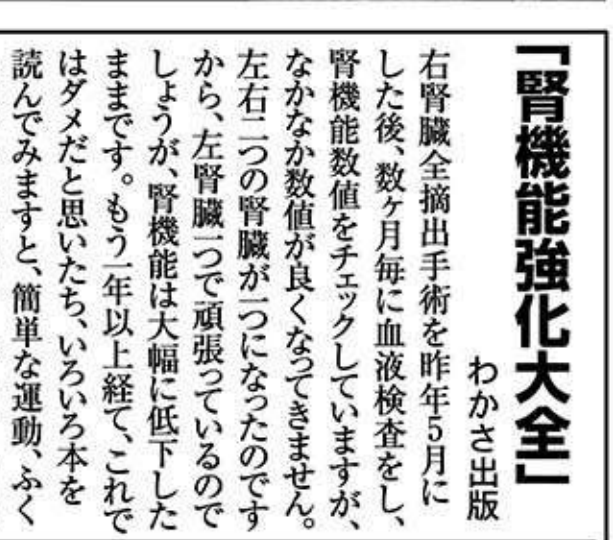 「腎機能強化大全」
わかさ出版
右腎臓全摘出手術を昨年5月に
した後、数ヶ月毎に血液検査をし、
腎機能数値をチェックしていますが、
なかなか数値が良くなってきません。
左右二つの腎臓が一つになったのです
から、左腎臓一つで頑張っているので
しょうが、腎機能は大幅に低下した
ままです。もう一年以上経て、これで
はダメだと思いたち、いろいろ本を
読んでみますと、簡単な運動、ふく